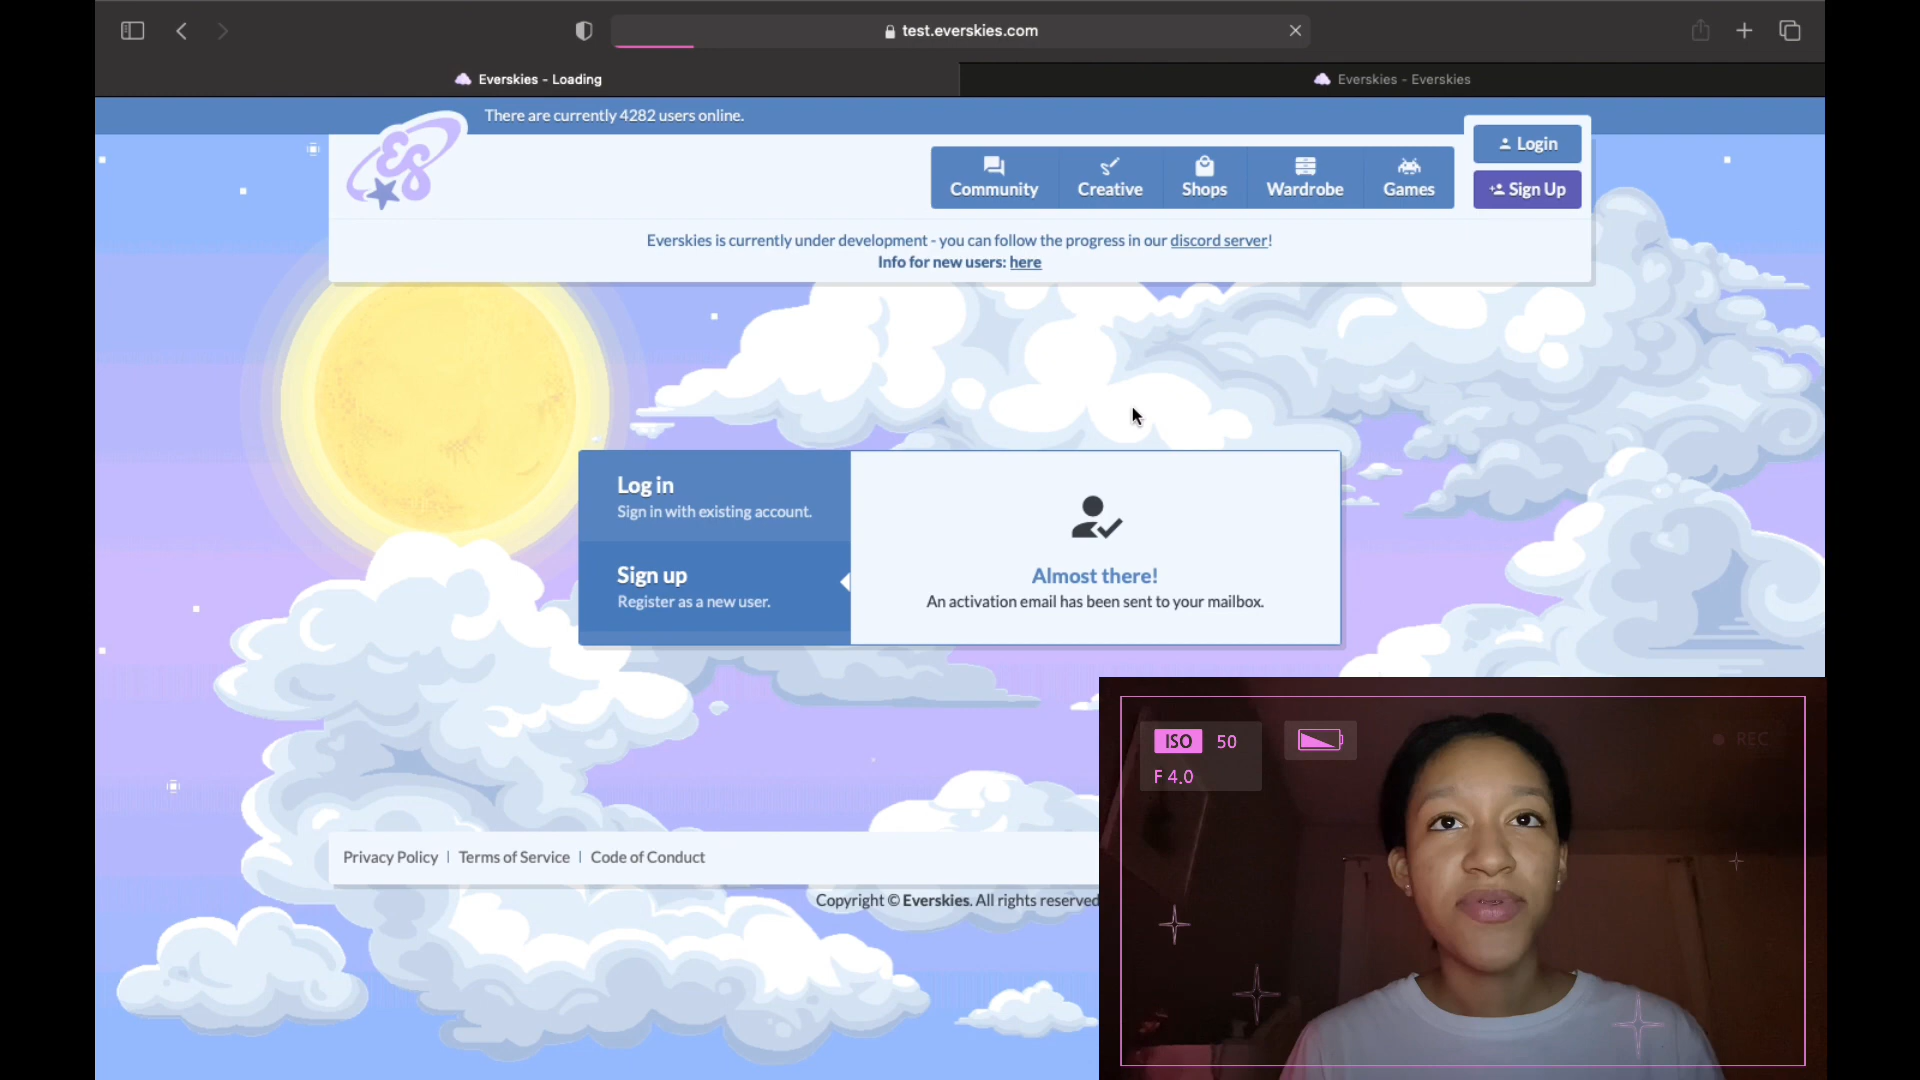 test.everskies.com
Everskies - Loading
Everskies - Everskies
There are currently 4282 users online.
ES
Community
Creative
Shops
Wardrobe
Games
Login
Sign Up
Everskies is currently under development - you can follow the progress in our discord server!
Info for new users: here
Log in
Sign in with existing account.
Sign up
Register as a new user.
Almost there!
An activation email has been sent to your mailbox.
ISO 50
F 4.0
REC
Privacy Policy | Terms of Service | Code of Conduct
Copyright © Everskies. All rights reserved